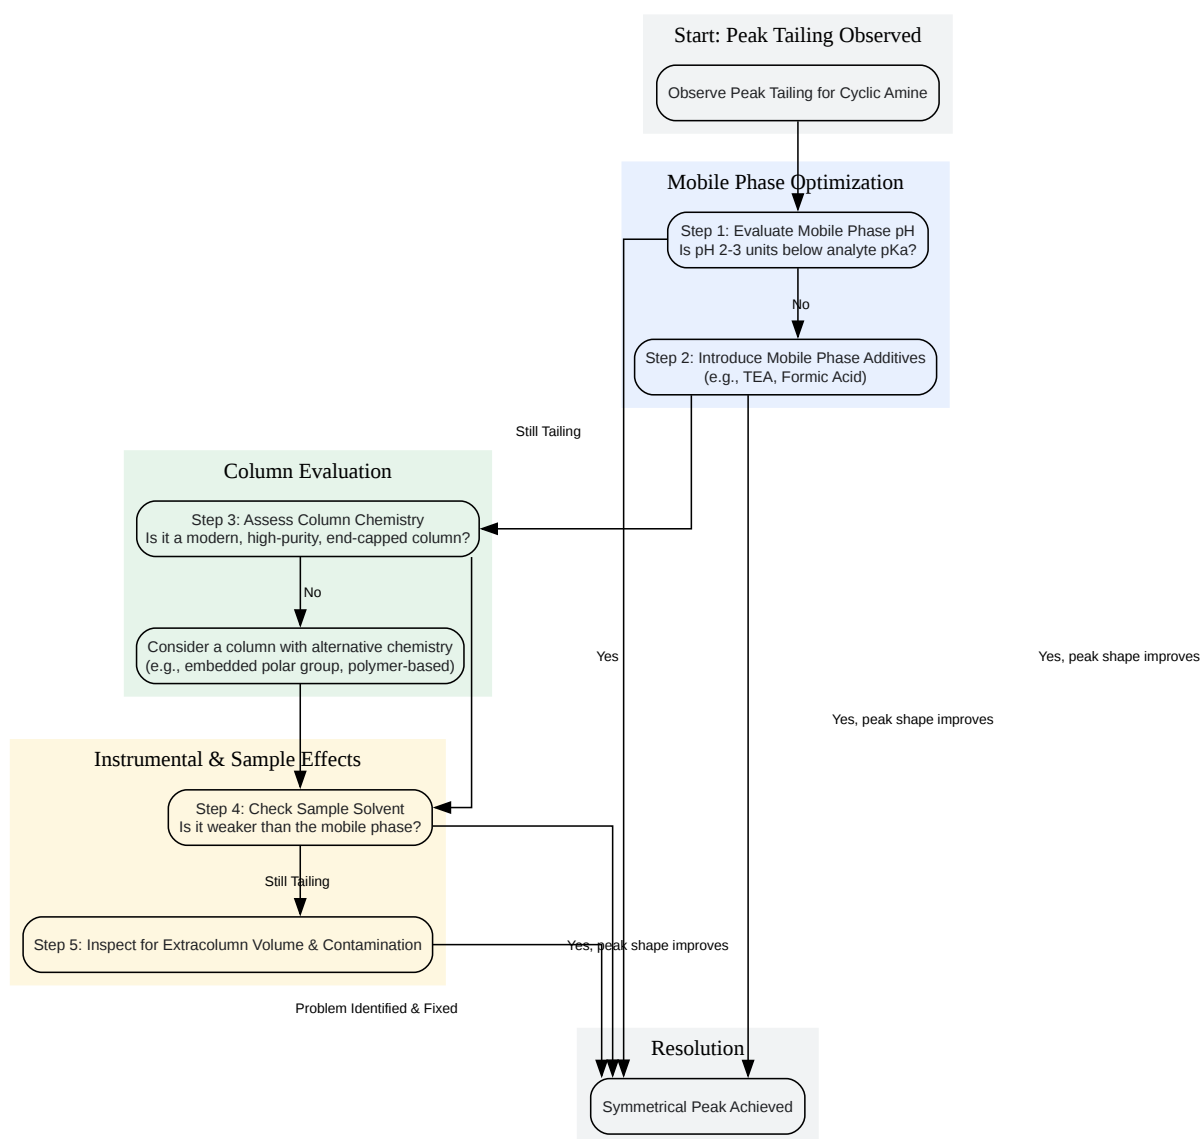 Start: Peak Tailing Observed
Observe Peak Tailing for Cyclic Amine
Mobile Phase Optimization
Step 1: Evaluate Mobile Phase pH
Is pH 2-3 units below analyte pKa?
No
Step 2: Introduce Mobile Phase Additives
(e.g., TEA, Formic Acid)
Still Tailing
Column Evaluation
Step 3: Assess Column Chemistry
Is it a modern, high-purity, end-capped column?
No
Consider a column with alternative chemistry
(e.g., embedded polar group, polymer-based)
Yes
Yes, peak shape improves
Yes, peak shape improves
Instrumental & Sample Effects
Step 4: Check Sample Solvent
Is it weaker than the mobile phase?
Still Tailing
Step 5: Inspect for Extracolumn Volume & Contamination
Yes, peak shape improves
Problem Identified & Fixed
Resolution
Symmetrical Peak Achieved